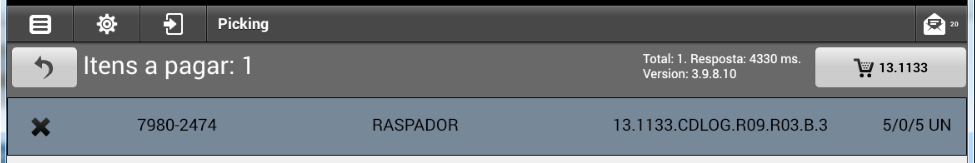 Picking
20
Itens a pagar: 1
Total: 1. Resposta: 4330 ms.
Version: 3.9.8.10
13.1133
7980-2474 RASPADOR 13.1133.CDLOG.R09.R03.B.3 5/0/5 UN